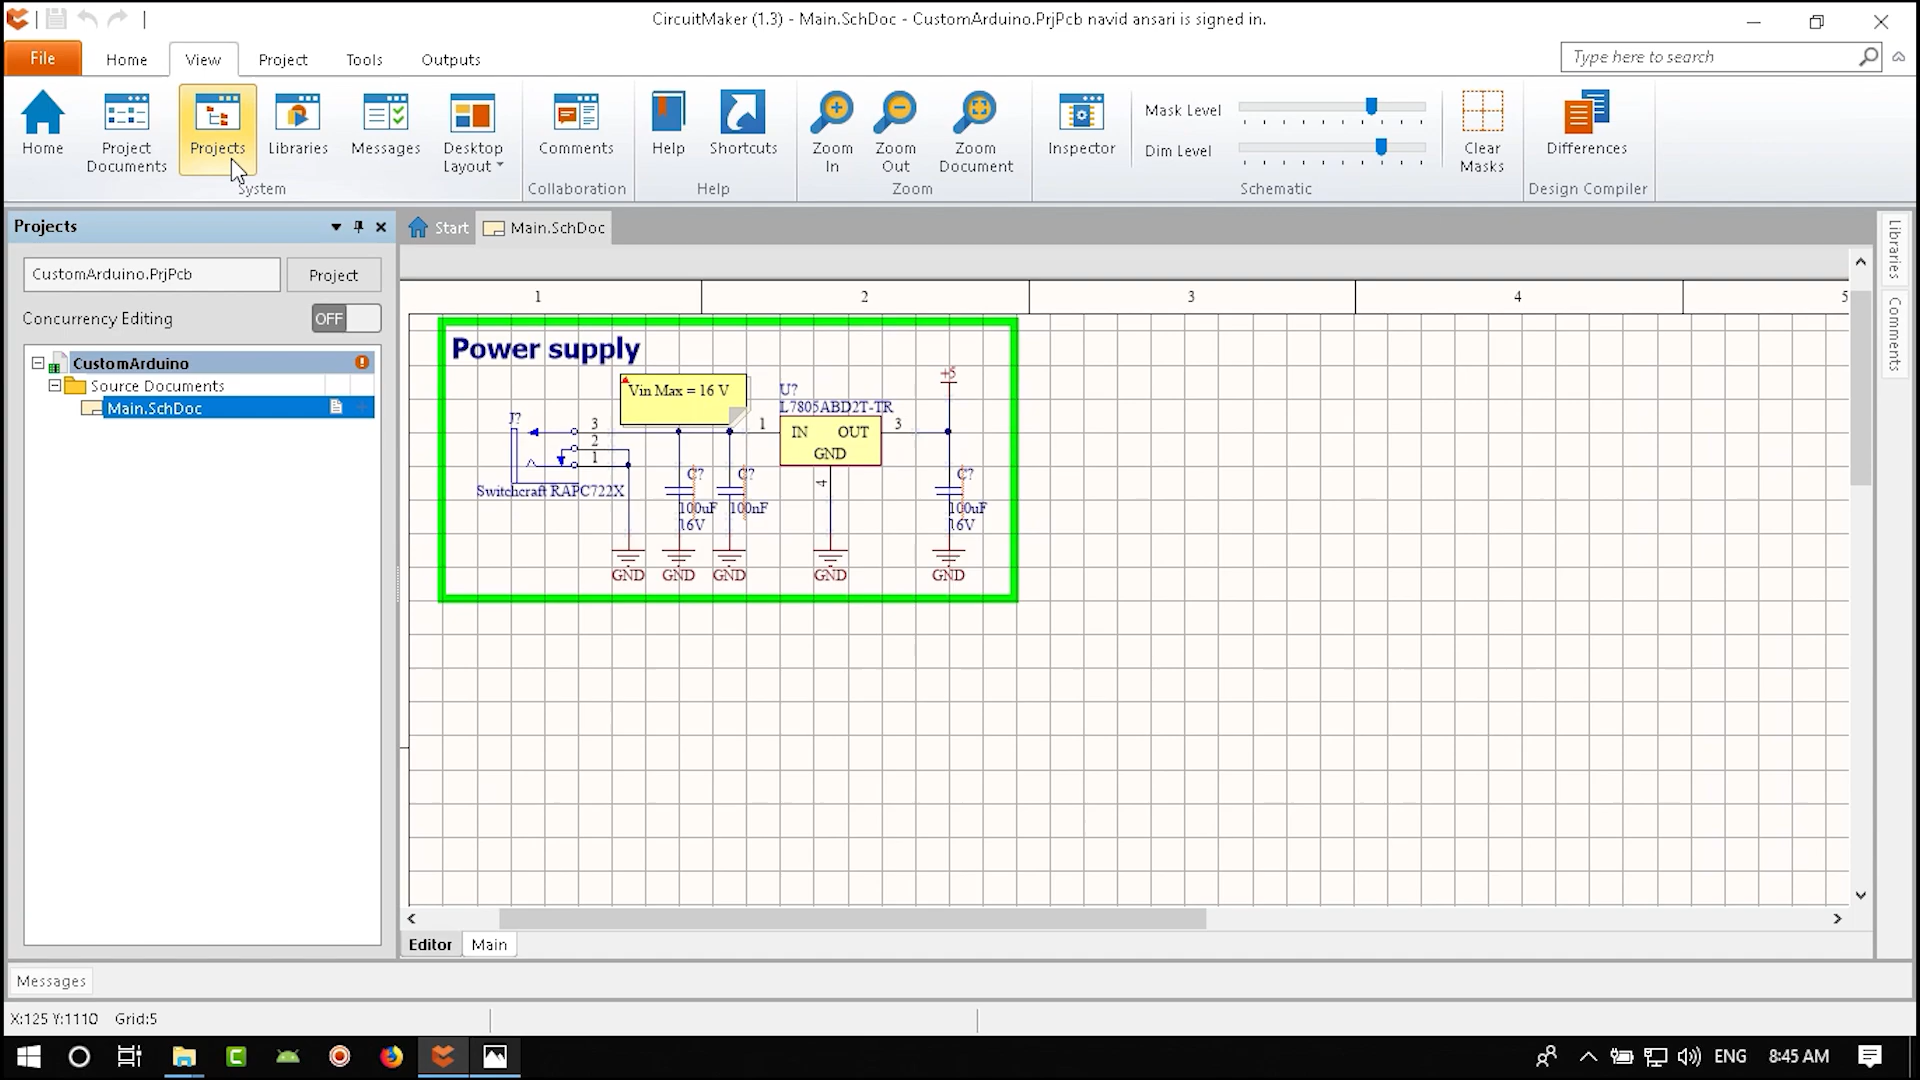 CircuitMaker (1.3) - Main.SchDoc - CustomArduino.PrjPcb navid ansari is signed in.
File
Home
View
Project
Tools
Outputs
Type here to search
Home
Project
Documents
Projects
Libraries
Messages
Desktop
Layout
System
Comments
Collaboration
Help
Shortcuts
Help
Zoom
In
Zoom
Out
Zoom
Document
Zoom
Inspector
Mask Level
Dim Level
Clear
Masks
Schematic
Differences
Design Compiler
Projects
CustomArduino.PrjPcb
Project
Concurrency Editing
OFF
CustomArduino
Source Documents
Main.SchDoc
Start
Main.SchDoc
1
2
3
4
5
Power supply
Vin Max = 16 V
U?
L7805ABD2T-TR
+5
J?
3
2
1
1
IN
OUT
GND
3
4
Switchcraft RAPC722X
C?
100uF
16V
C?
100nF
C?
100uF
16V
GND
GND
GND
GND
GND
Libraries
Comments
Editor
Main
Messages
X:125 Y:1110
Grid:5
ENG
8:45 AM